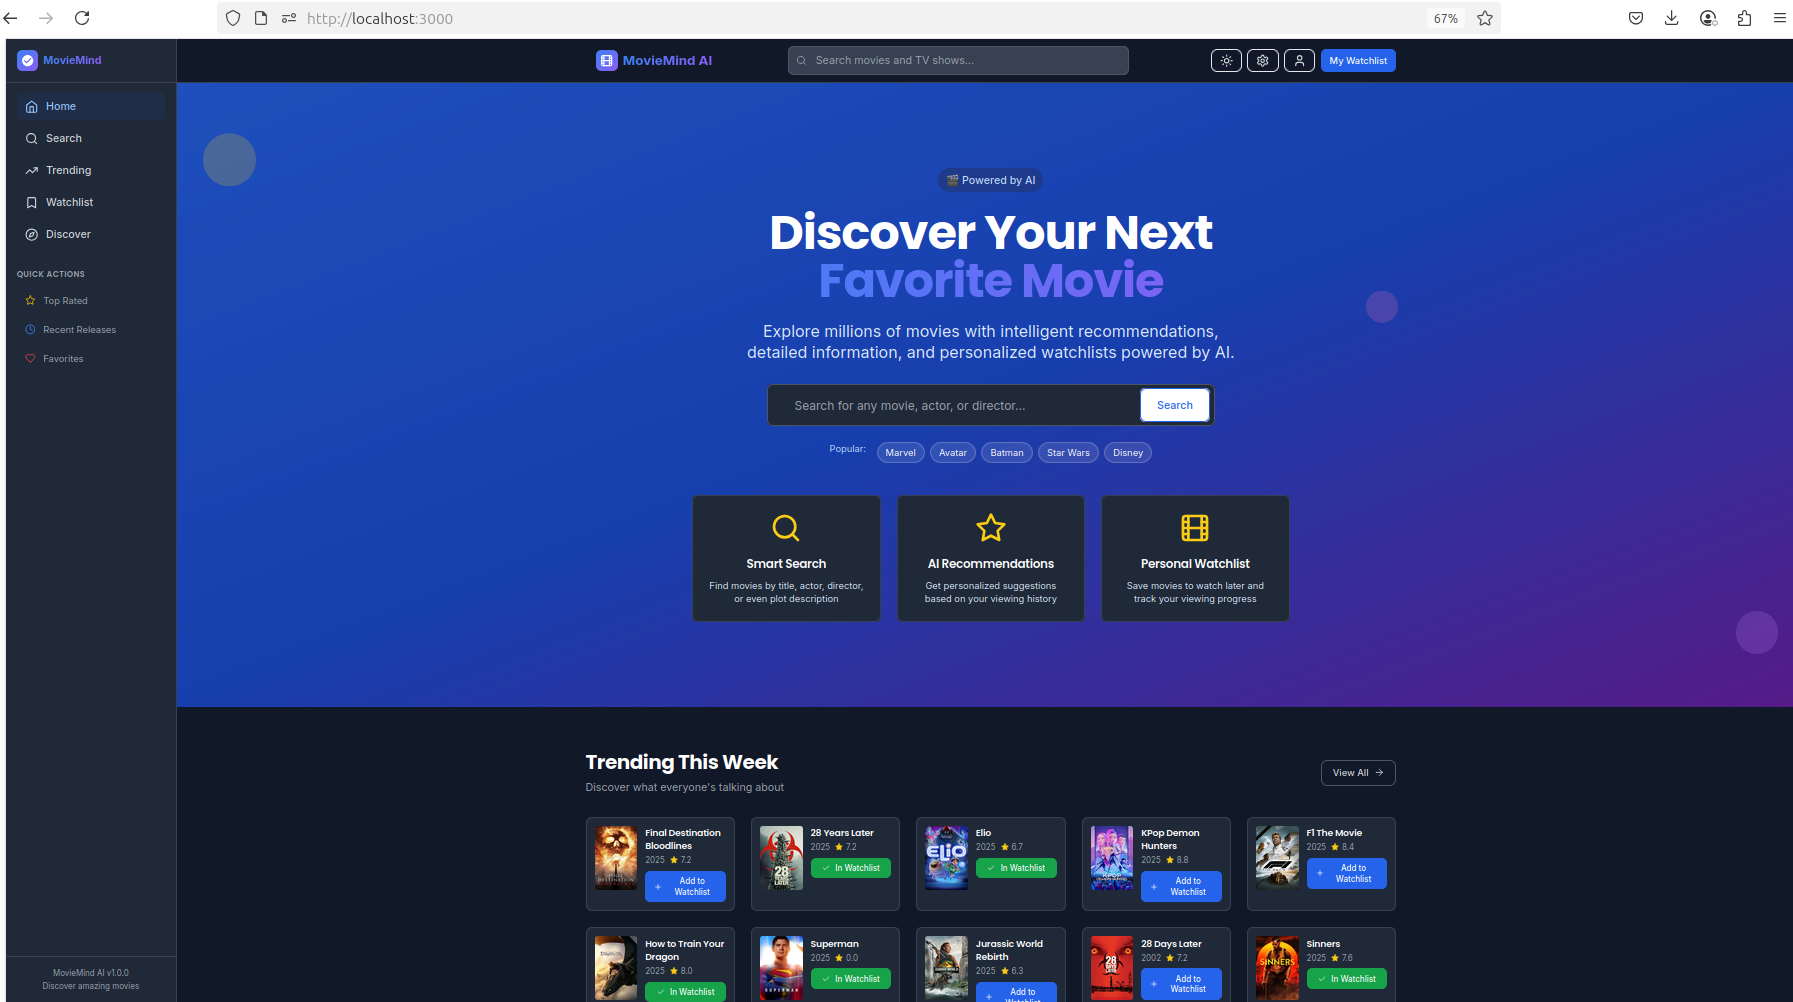 http://localhost:3000
67%
MovieMind
Home
Search
Trending
Watchlist
Discover
QUICK ACTIONS
Top Rated
Recent Releases
Favorites
MovieMind AI v1.0.0
Discover amazing movies
MovieMind AI
Search movies and TV shows...
My Watchlist
🎬 Powered by AI
Discover Your Next
Favorite Movie
Explore millions of movies with intelligent recommendations,
detailed information, and personalized watchlists powered by AI.
Search for any movie, actor, or director...
Search
Popular:
Marvel
Avatar
Batman
Star Wars
Disney
Smart Search
Find movies by title, actor, director,
or even plot description
AI Recommendations
Get personalized suggestions
based on your viewing history
Personal Watchlist
Save movies to watch later and
track your viewing progress
Trending This Week
Discover what everyone's talking about
View All
Final Destination
Bloodlines
2025 ★ 7.2
Add to
Watchlist
28 YEARS LATER
28 Years Later
2025 ★ 7.2
In Watchlist
ELIO
Elio
2025 ★ 6.7
In Watchlist
KPop Demon
Hunters
2025 ★ 8.8
Add to
Watchlist
F1 The Movie
2025 ★ 8.4
Add to
Watchlist
How to Train Your
Dragon
2025 ★ 8.0
In Watchlist
SUPERMAN
Superman
2025 ★ 0.0
In Watchlist
Jurassic World
Rebirth
2025 ★ 6.3
Add to
Watchlist
28 DAYS LATER
28 Days Later
2002 ★ 7.2
Add to
Watchlist
SINNERS
Sinners
2025 ★ 7.6
In Watchlist